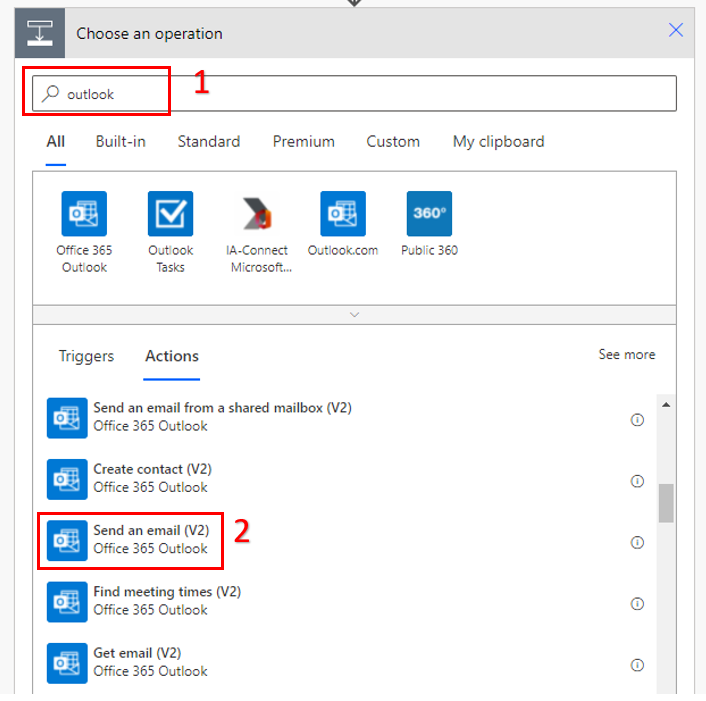 Choose an operation
outlook
1
All Built-in Standard Premium Custom My clipboard
360°
Office 365 Outlook IA-Connect Outlook.com Public 360
Outlook Tasks Microsoft...
Triggers Actions See more
Send an email from a shared mailbox (V2)
Office 365 Outlook
Create contact (V2)
Office 365 Outlook
Send an email (V2)
Office 365 Outlook
2
Find meeting times (V2)
Office 365 Outlook
Get email (V2)
Office 365 Outlook